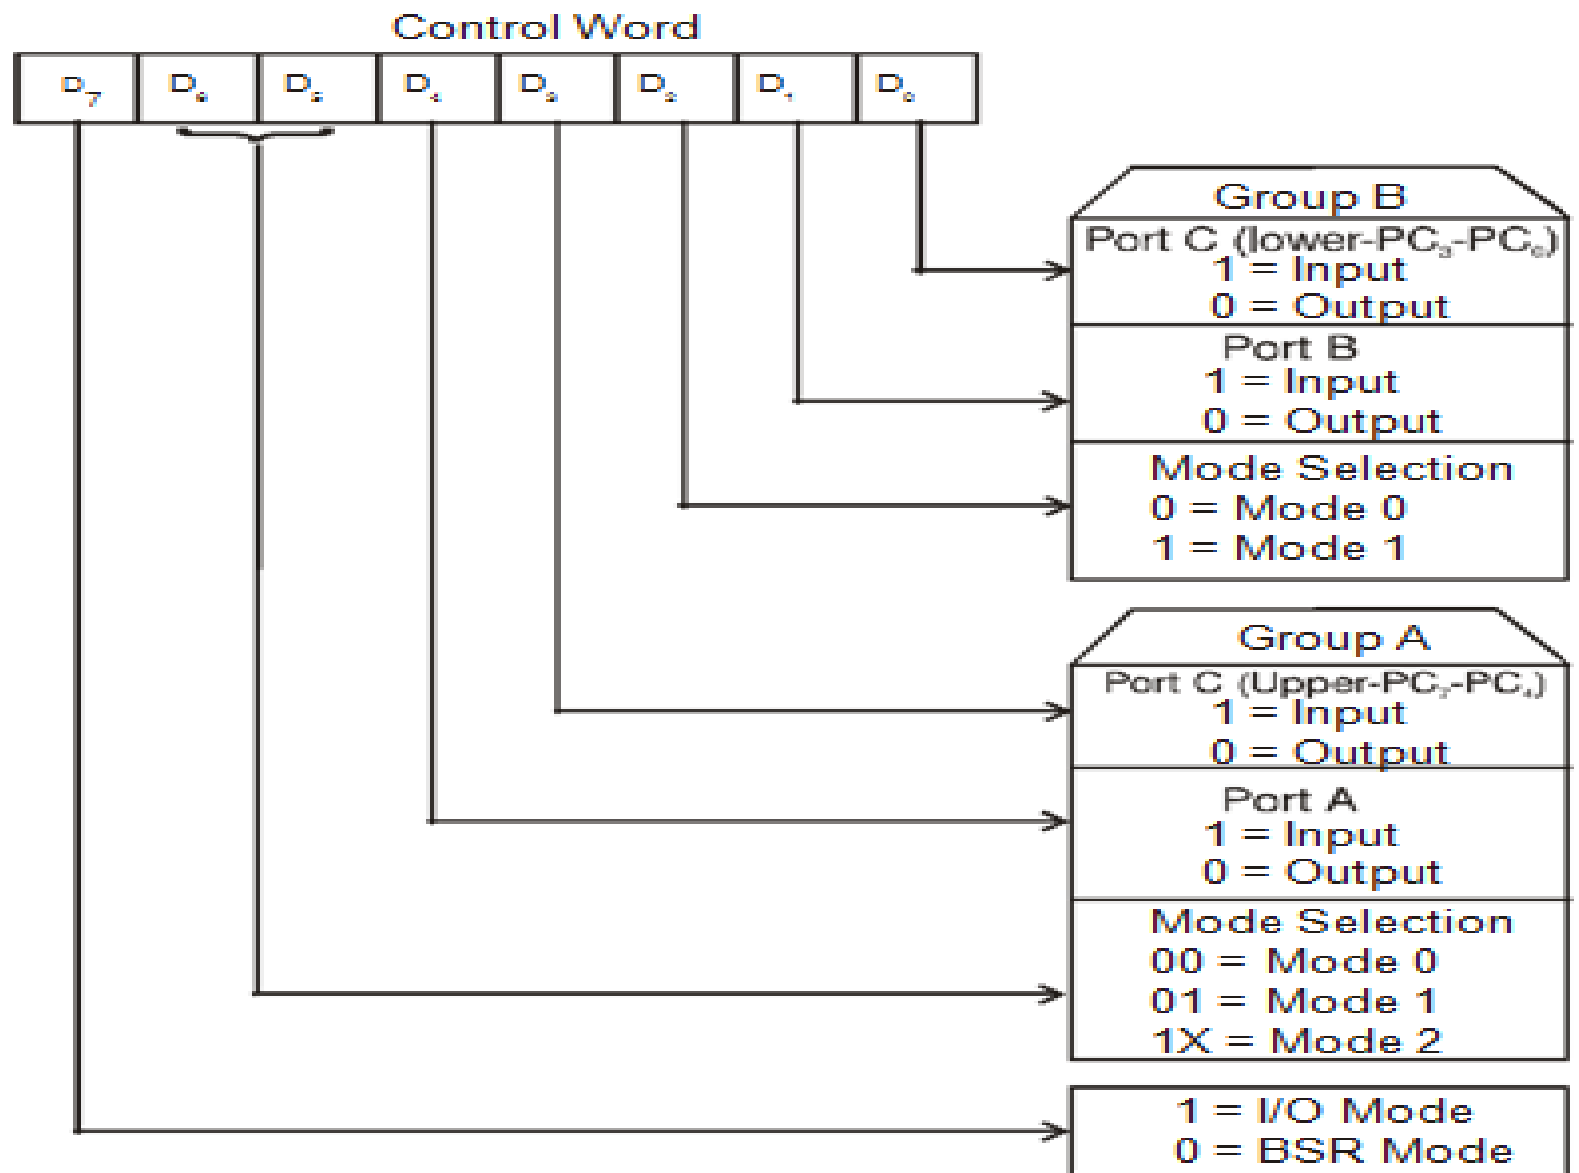 Control Word
D7 D6 D5 D4 D3 D2 D1 D0
Group B
Port C (lower-PC3-PC0)
1 = Input
0 = Output
Port B
1 = Input
0 = Output
Mode Selection
0 = Mode 0
1 = Mode 1
Group A
Port C (Upper-PC7-PC4)
1 = Input
0 = Output
Port A
1 = Input
0 = Output
Mode Selection
00 = Mode 0
01 = Mode 1
1X = Mode 2
1 = I/O Mode
0 = BSR Mode